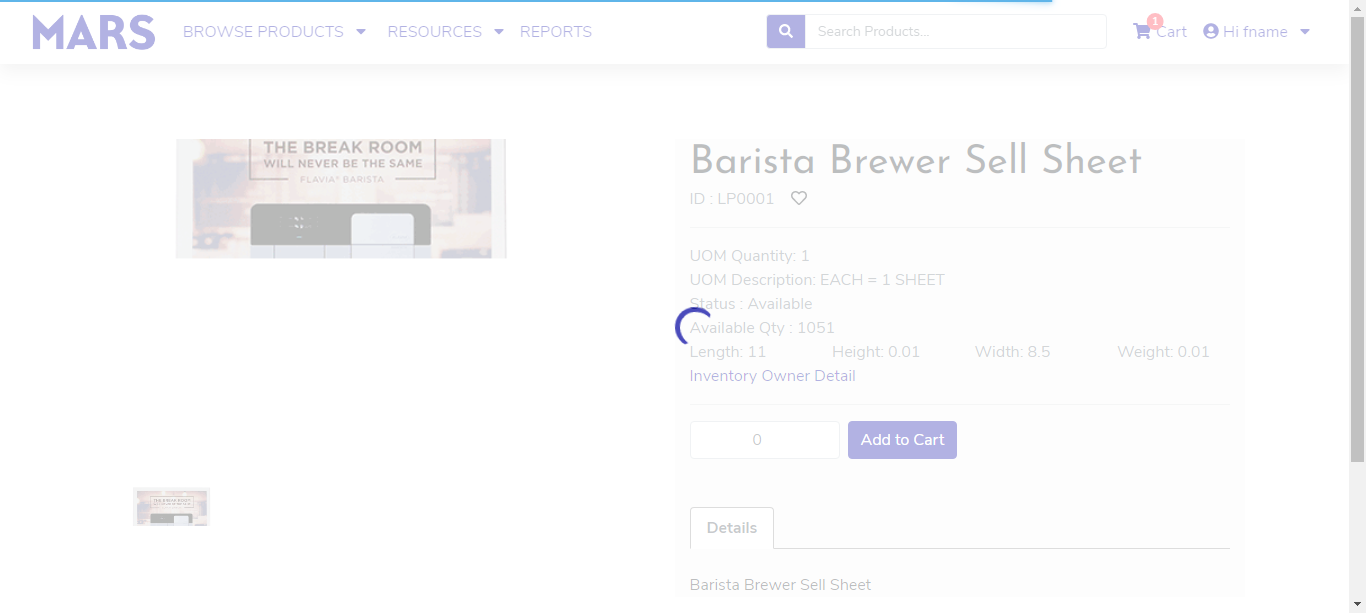 MARS
BROWSE PRODUCTS
RESOURCES
REPORTS
Search Products...
1
Cart
Hi fname
THE BREAK ROOM
WILL NEVER BE THE SAME
FLAVIA® BARISTA
Barista Brewer Sell Sheet
ID : LP0001
UOM Quantity: 1
UOM Description: EACH = 1 SHEET
Status : Available
Available Qty : 1051
Length: 11 Height: 0.01 Width: 8.5 Weight: 0.01
Inventory Owner Detail
0
Add to Cart
THE BREAK ROOM
Details
Barista Brewer Sell Sheet